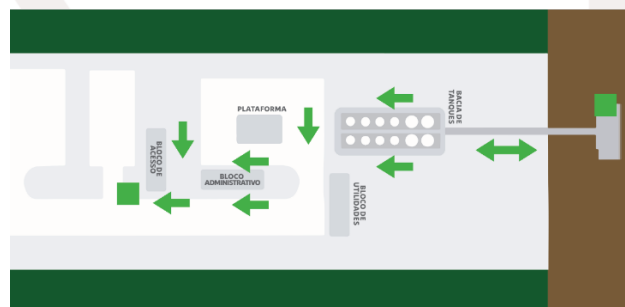 PLATAFORMA
BACIA DE
TANQUES
BLOCO DE
ACESSO
BLOCO
ADMINISTRATIVO
BLOCO DE
UTILIDADES